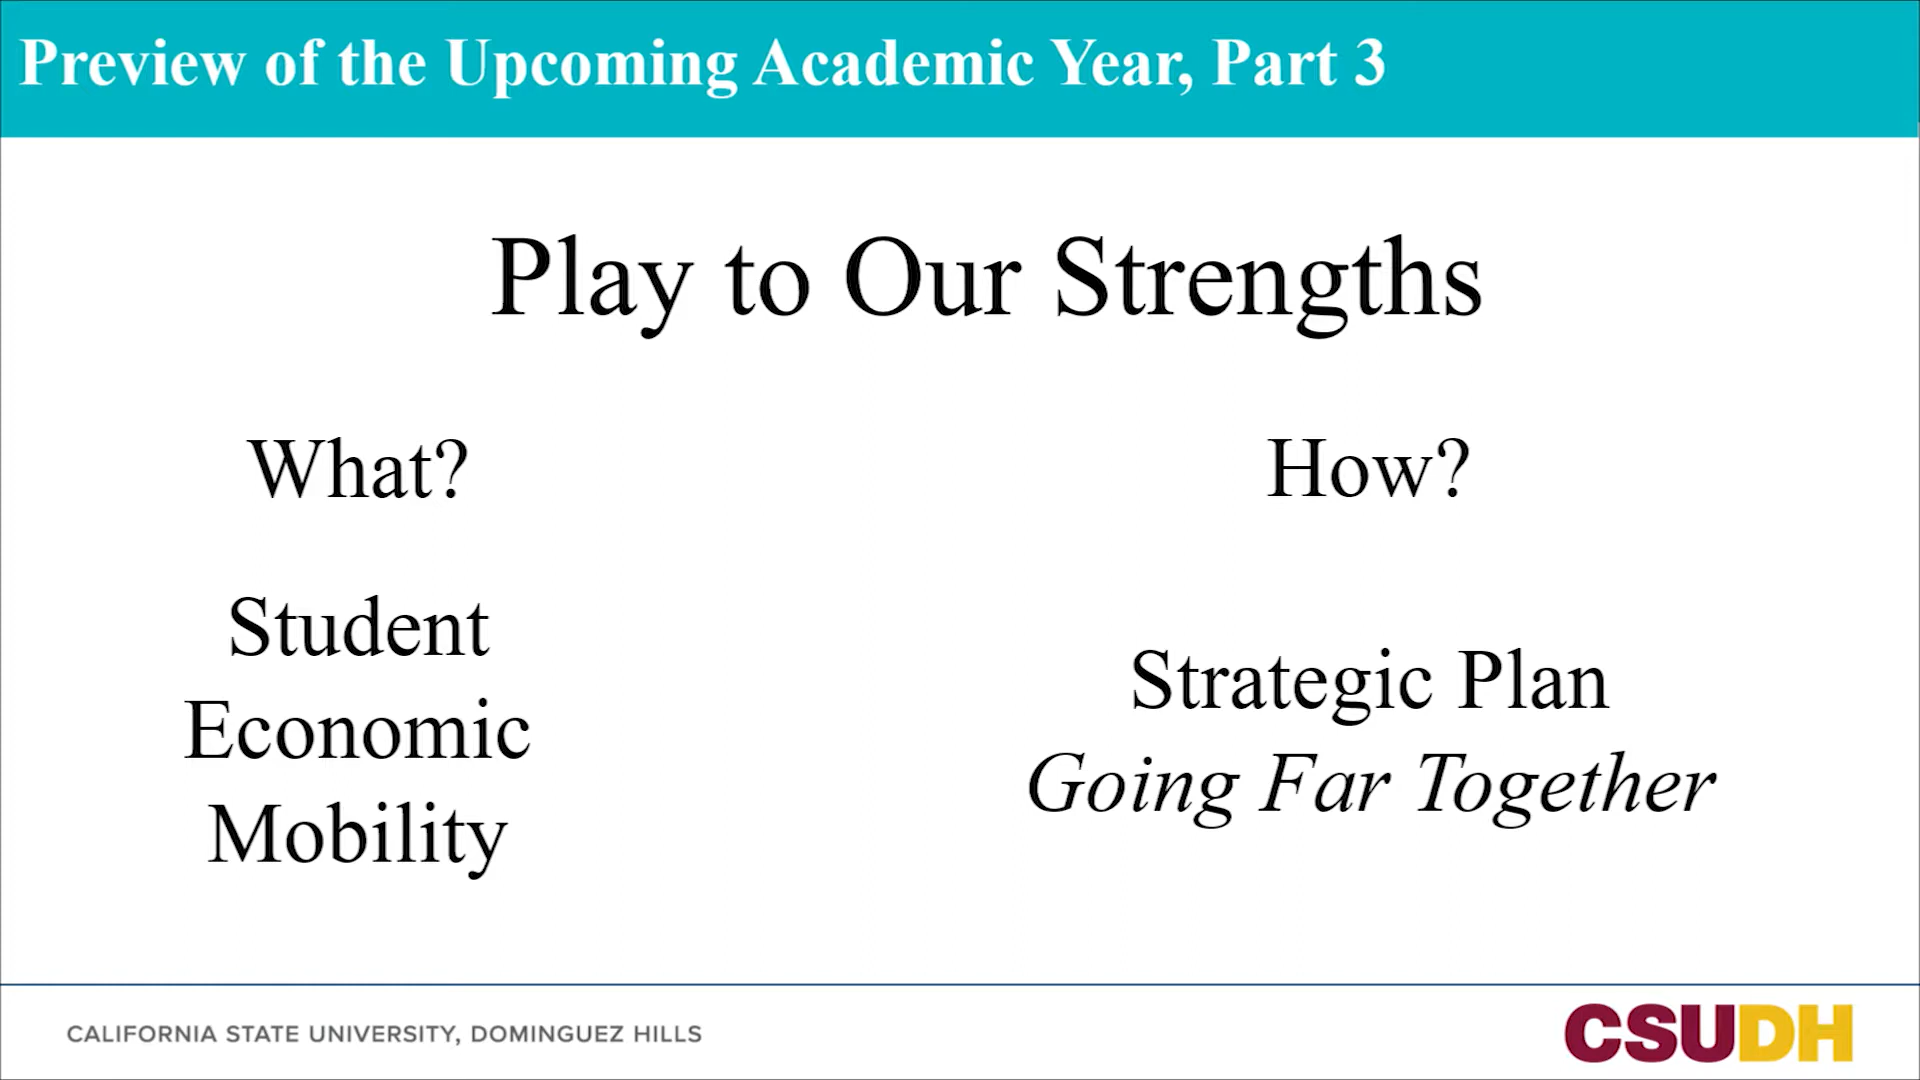 Preview of the Upcoming Academic Year, Part 3
Play to Our Strengths
What?
Student
Economic
Mobility
How?
Strategic Plan
Going Far Together
CALIFORNIA STATE UNIVERSITY, DOMINGUEZ HILLS
CSUDH